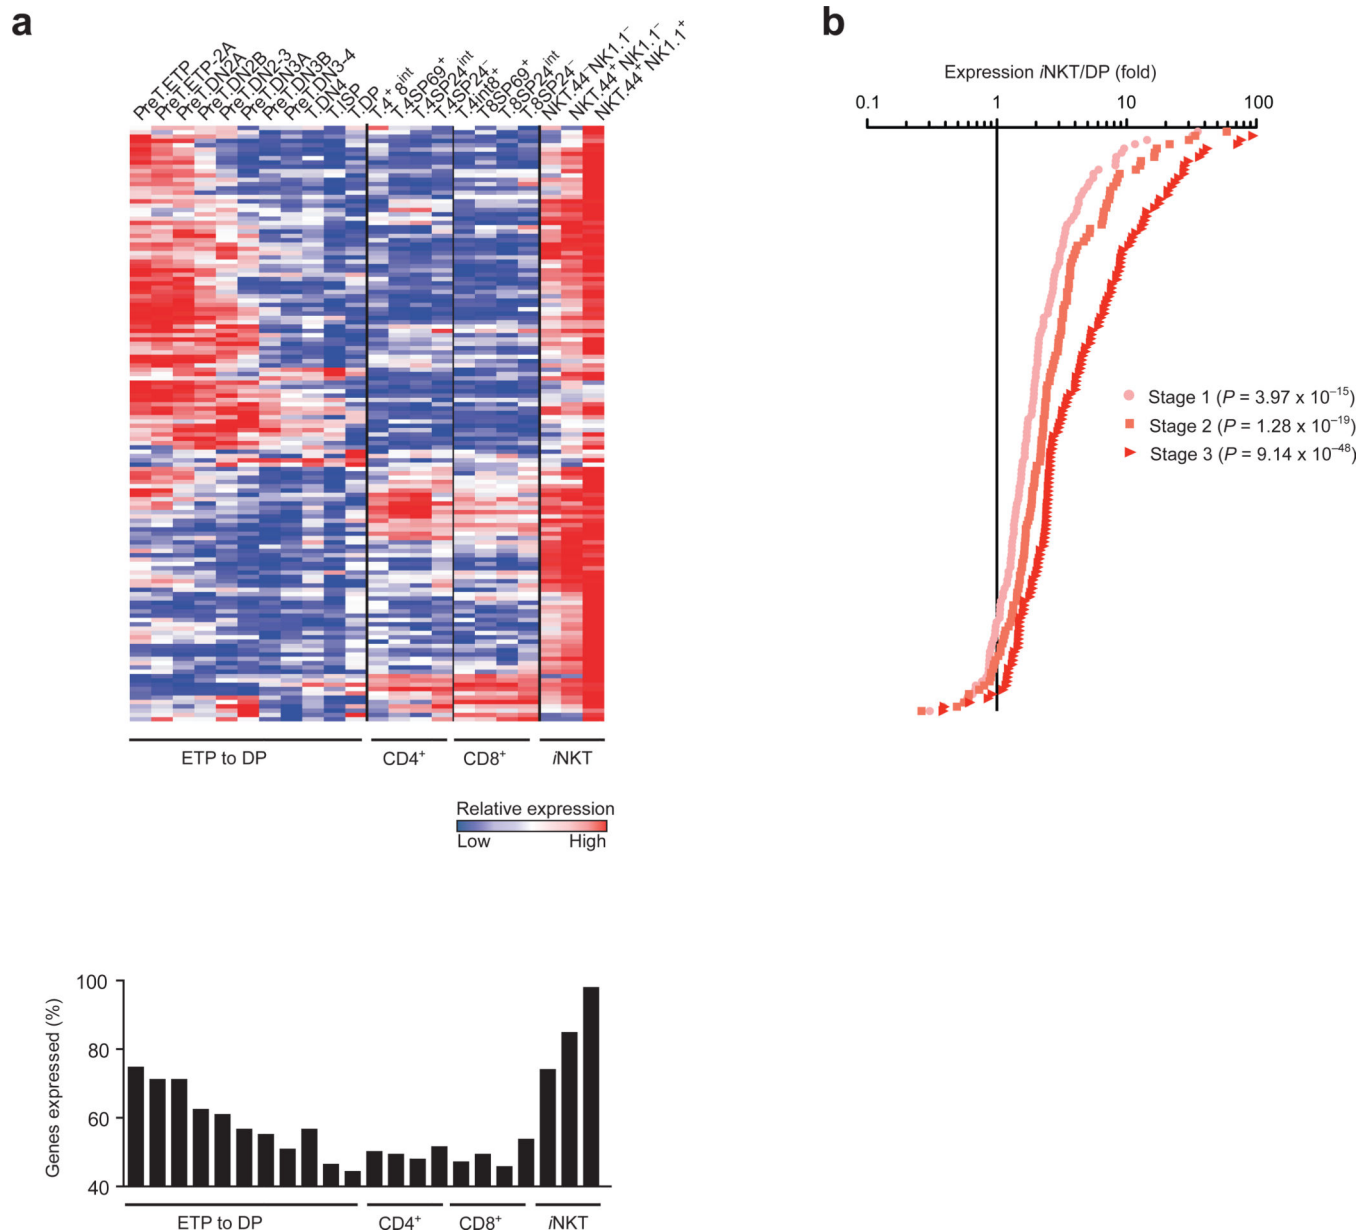 a
b
PreT.ETP
PreT.ETP-2A
PreT.DN2A
PreT.DN2B
PreT.DN2-3
PreT.DN3A
PreT.DN3B
PreT.DN3-4
T.DN4
T.ISP
T.DP
T.4⁺8ⁱⁿᵗ
T.4SP69⁺
T.4SP24ⁱⁿᵗ
T.4SP24⁻
T.4int8⁺
T8SP69⁺
T.8SP24ⁱⁿᵗ
T.8SP24⁻
NKT.44⁻NK1.1⁻
NKT.44⁺NK1.1⁻
NKT.44⁺NK1.1⁺
ETP to DP CD4⁺ CD8⁺ iNKT
Relative expression
Low High
Expression iNKT/DP (fold)
0.1 1 10 100
Stage 1 (P = 3.97 x 10⁻¹⁵)
Stage 2 (P = 1.28 x 10⁻¹⁹)
Stage 3 (P = 9.14 x 10⁻⁴⁸)
Genes expressed (%)
100
80
60
40
ETP to DP CD4⁺ CD8⁺ iNKT